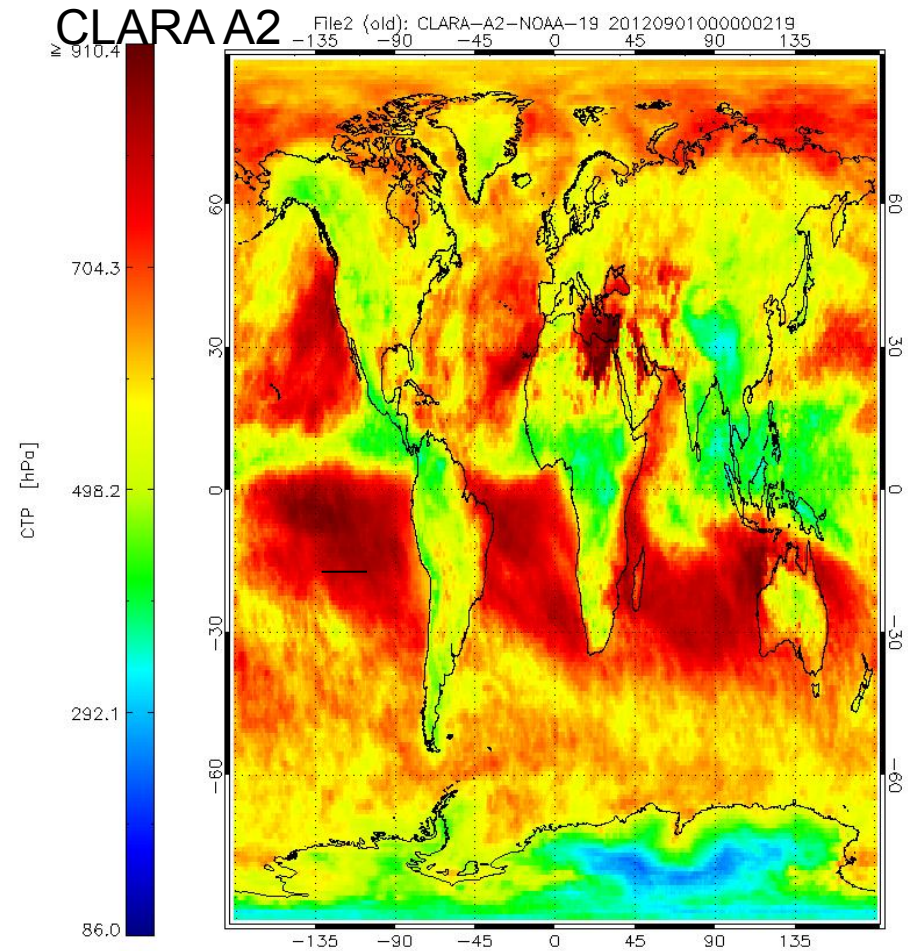 CLARA A2
File2 (old): CLARA-A2-NOAA-19 201209010000000219
-135 -90 -45 0 45 90 135
≥ 910.4
704.3
498.2
292.1
86.0
CTP [hPa]
60 60
30 30
0 0
-30 -30
-60 -60
-135 -90 -45 0 45 90 135